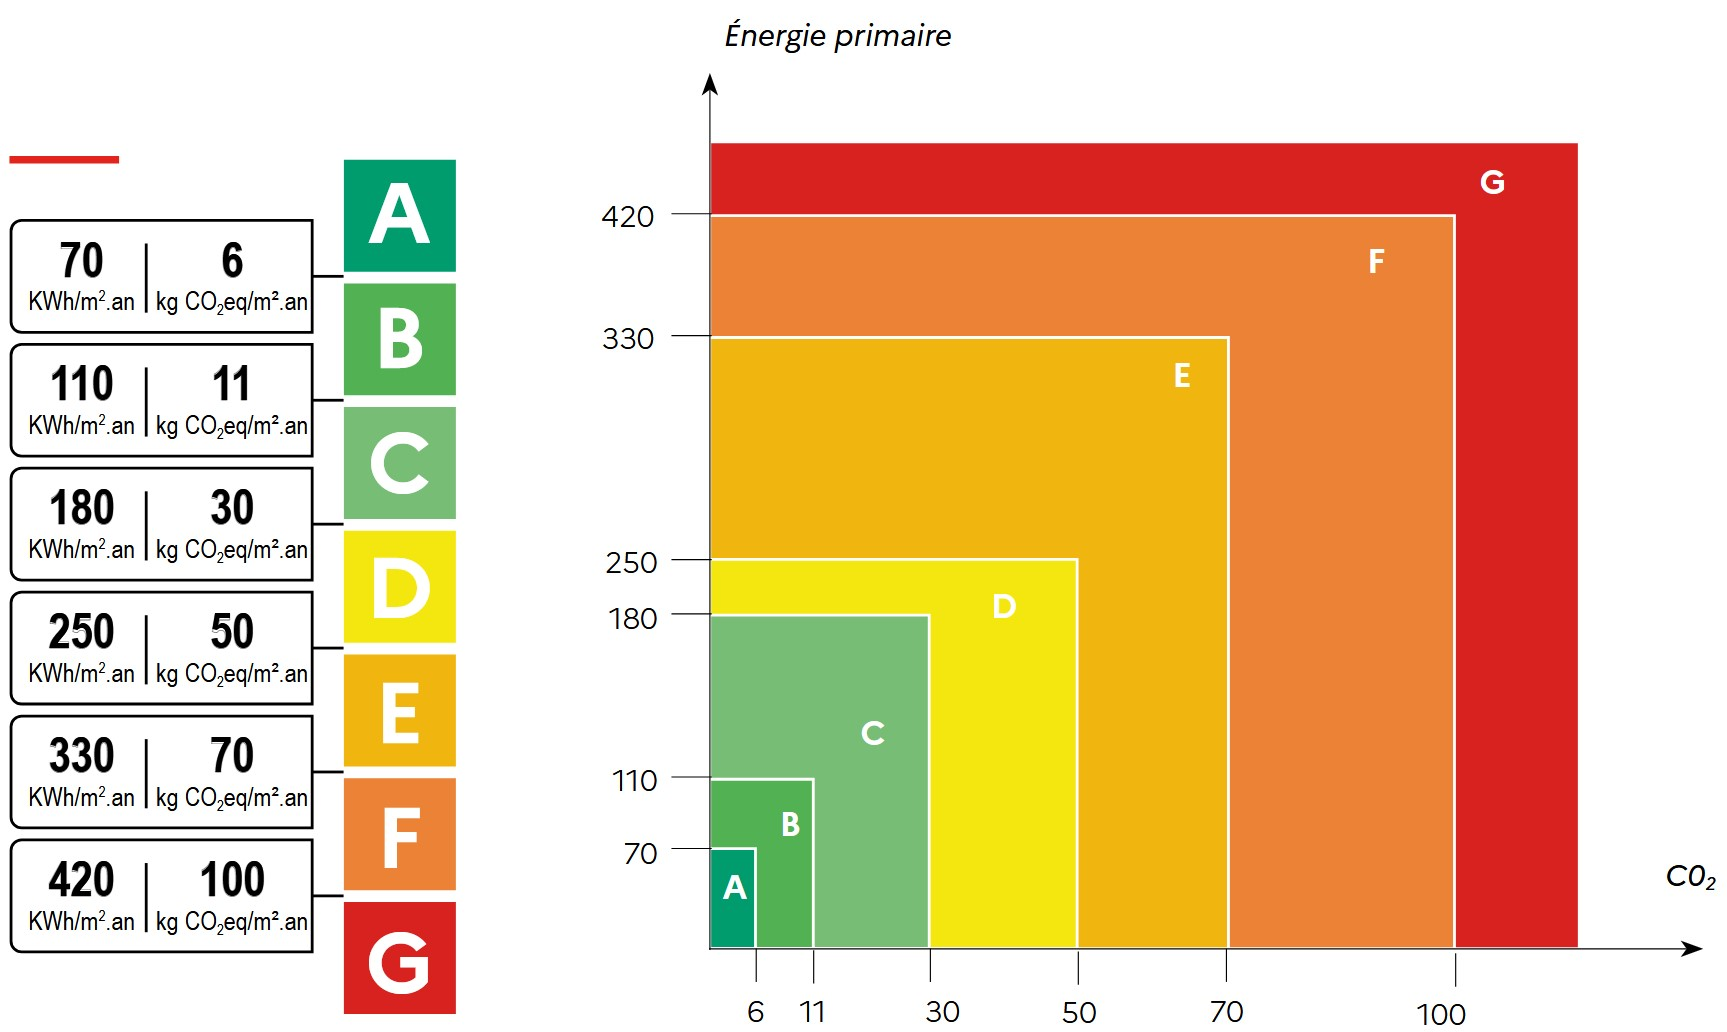 A
70 6
KWh/m².an kg CO₂eq/m².an
B
110 11
KWh/m².an kg CO₂eq/m².an
C
180 30
KWh/m².an kg CO₂eq/m².an
D
250 50
KWh/m².an kg CO₂eq/m².an
E
330 70
KWh/m².an kg CO₂eq/m².an
F
420 100
KWh/m².an kg CO₂eq/m².an
G
Énergie primaire
G
420
F
330
E
250
D
180
C
110
B
70
A
C0₂
6 11 30 50 70 100